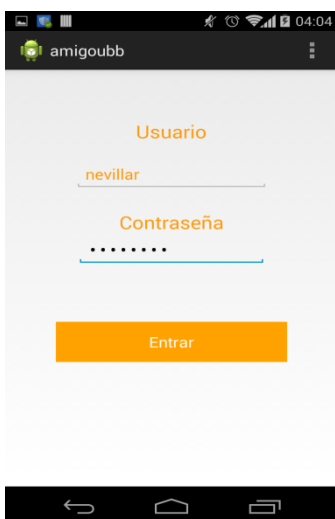 04:04
amigoubb
Usuario
nevillar
Contraseña
........
Entrar